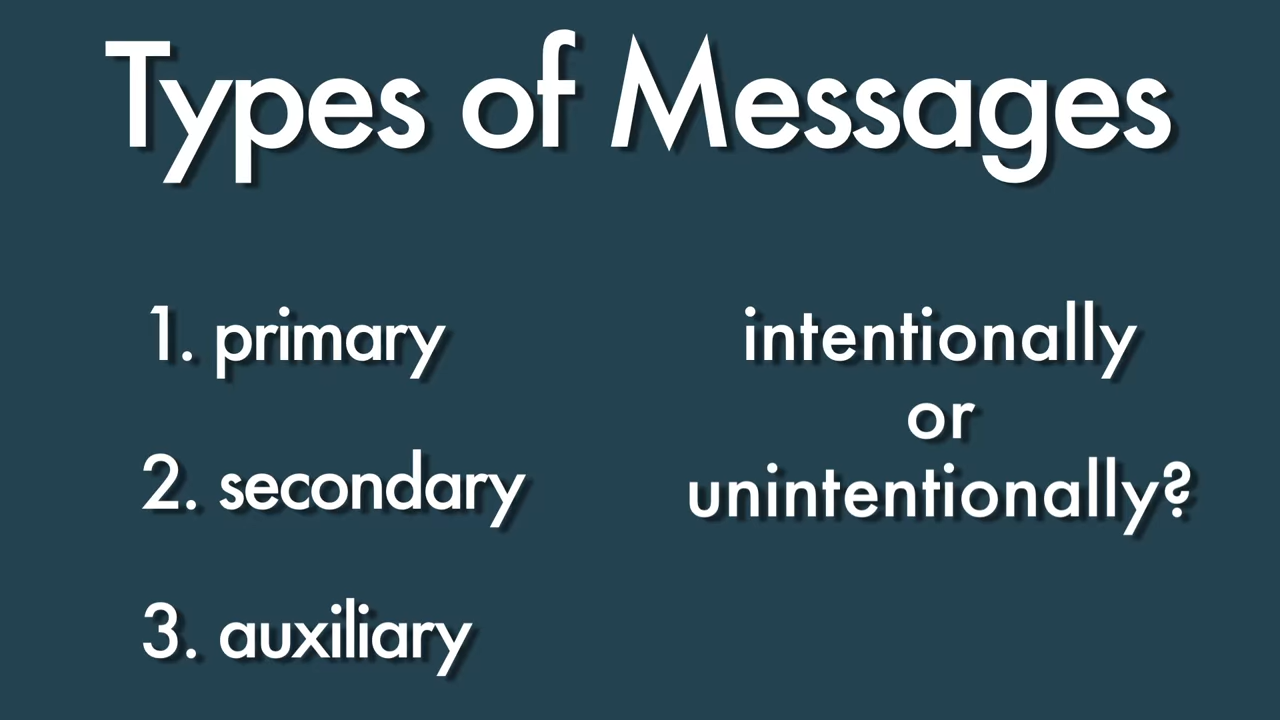 Types of Messages
1. primary
2. secondary
3. auxiliary
intentionally
or
unintentionally?